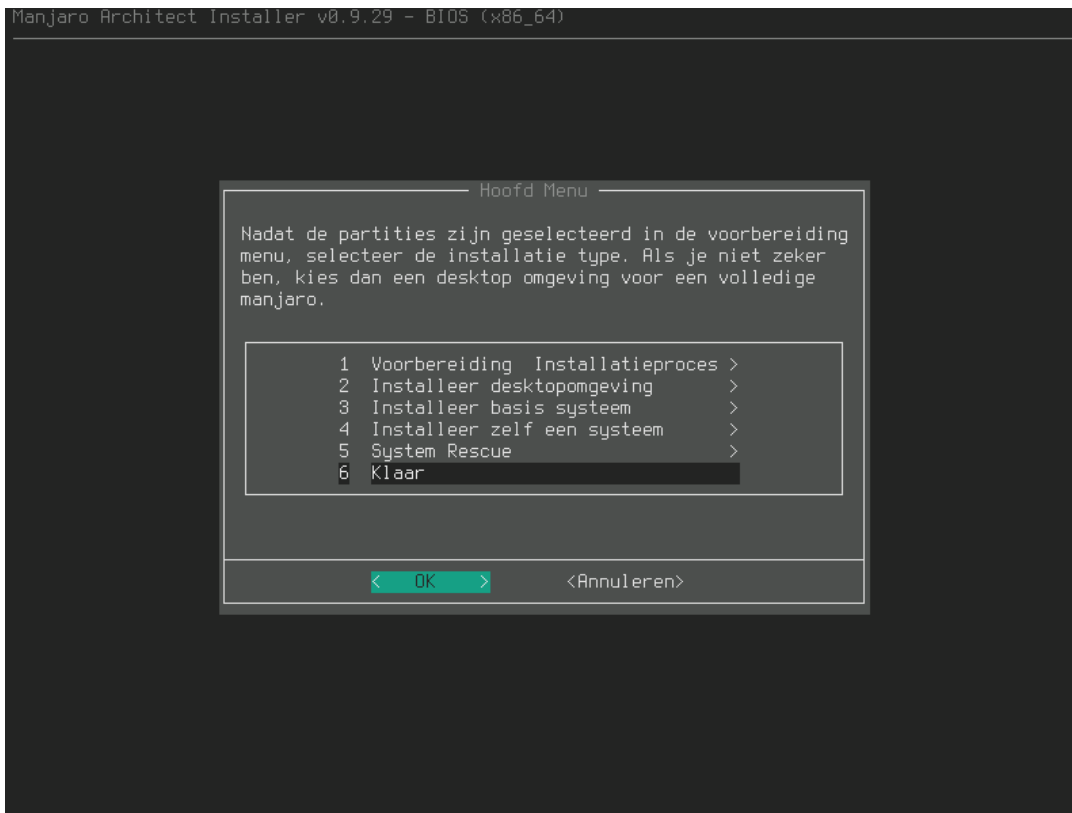 Manjaro Architect Installer v0.9.29 - BIOS (x86_64)
Hoofd Menu
Nadat de partities zijn geselecteerd in de voorbereiding
menu, selecteer de installatie type. Als je niet zeker
ben, kies dan een desktop omgeving voor een volledige
manjaro.
1 Voorbereiding Installatieproces >
2 Installeer desktopomgeving >
3 Installeer basis systeem >
4 Installeer zelf een systeem >
5 System Rescue >
6 Klaar
< OK > <Annuleren>